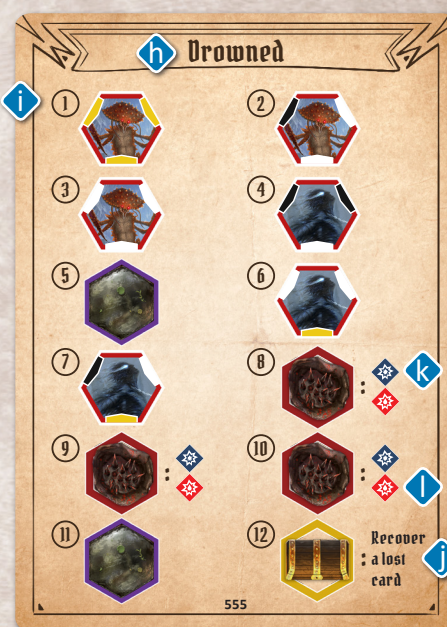 h Drowned
i
1 2
3 4
5 6
7 8 : k
9 : 10 : l
11 12 : Recover
a lost j
card
555